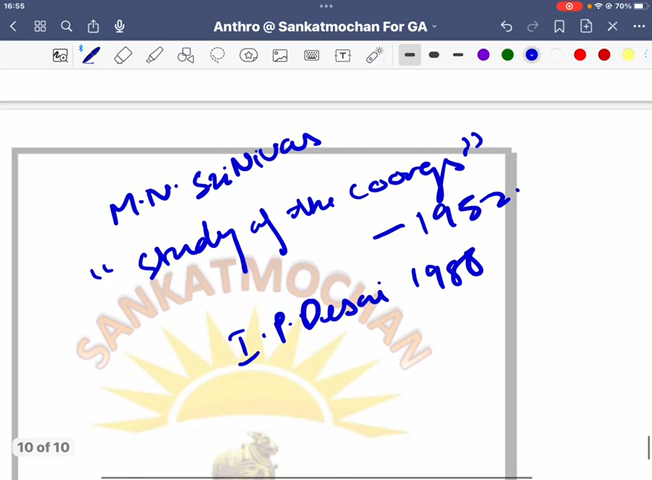 16:55
70%
Anthro @ Sankatmochan For GA
T
M.N. SriNivas
"Study of the Coorgs"
- 1952.
I.P. Desai 1988
SANKATMOCHAN
10 of 10